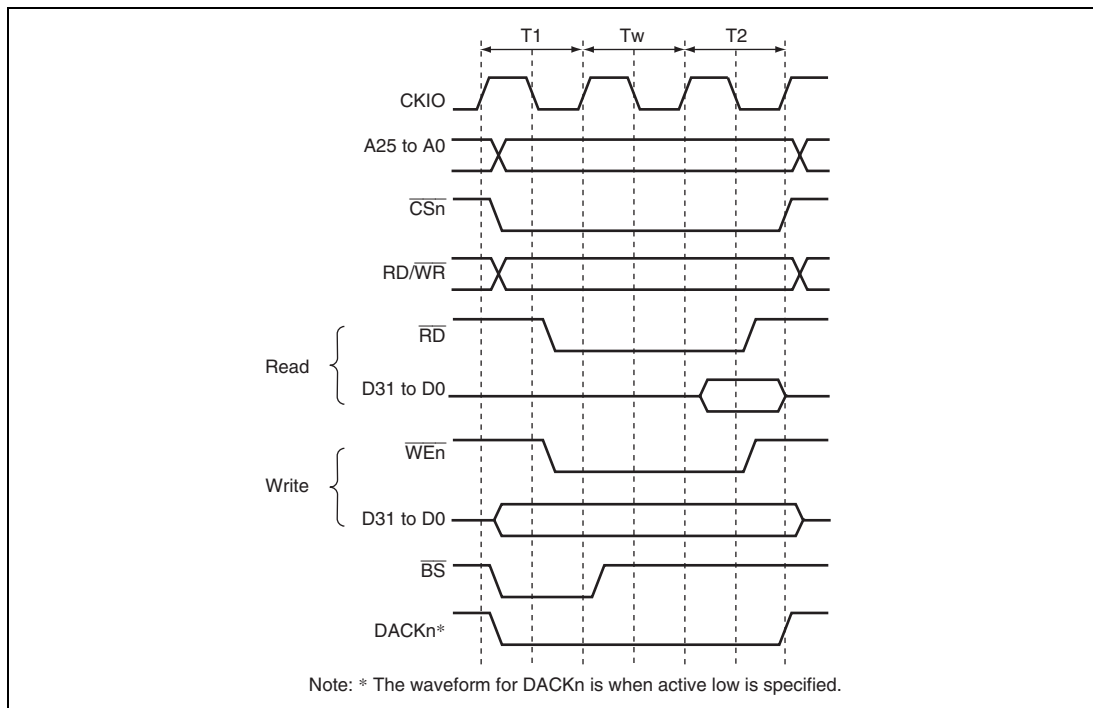 T1 Tw T2
CKIO
A25 to A0
CSn
RD/WR
RD
Read
D31 to D0
WEn
Write
D31 to D0
BS
DACKn*
Note: * The waveform for DACKn is when active low is specified.